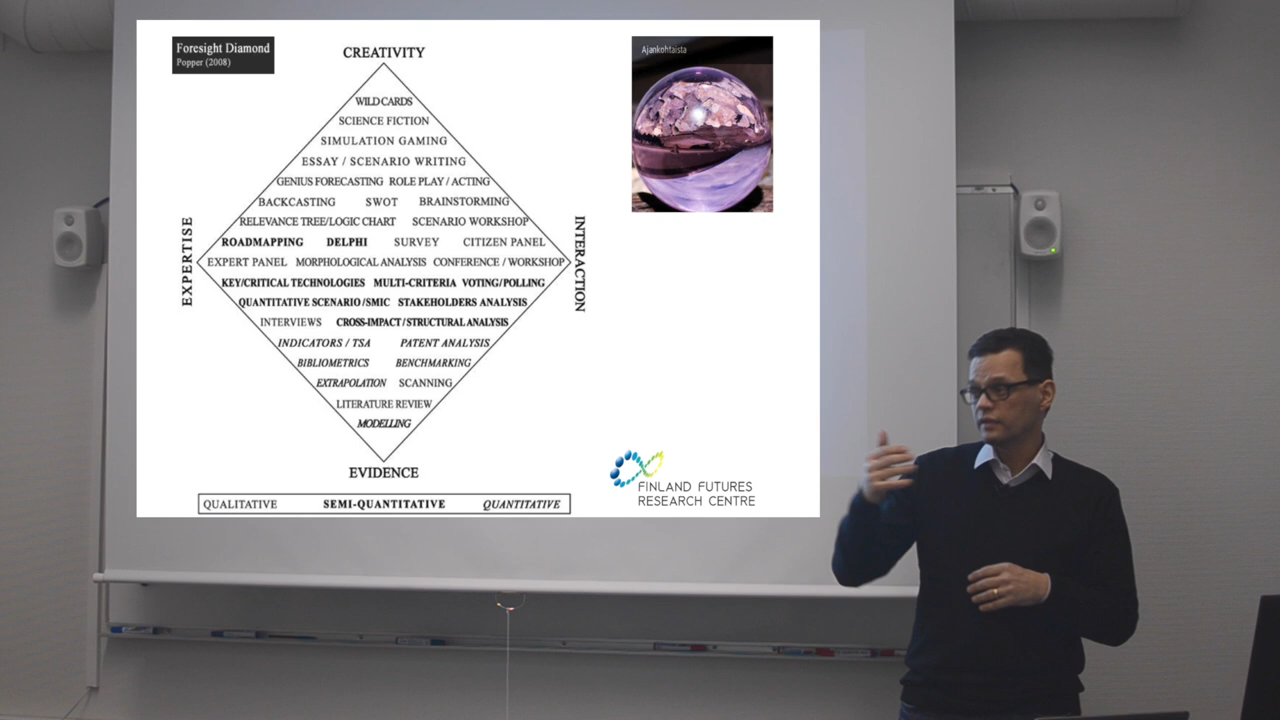 Foresight Diamond
Popper (2008)
CREATIVITY
WILD CARDS
SCIENCE FICTION
SIMULATION GAMING
ESSAY / SCENARIO WRITING
GENIUS FORECASTING ROLE PLAY / ACTING
BACKCASTING SWOT BRAINSTORMING
RELEVANCE TREE/LOGIC CHART SCENARIO WORKSHOP
ROADMAPPING DELPHI SURVEY CITIZEN PANEL
EXPERT PANEL MORPHOLOGICAL ANALYSIS CONFERENCE / WORKSHOP
KEY/CRITICAL TECHNOLOGIES MULTI-CRITERIA VOTING/POLLING
QUANTITATIVE SCENARIO/SMIC STAKEHOLDERS ANALYSIS
INTERVIEWS CROSS-IMPACT/STRUCTURAL ANALYSIS
INDICATORS / TSA PATENT ANALYSIS
BIBLIOMETRICS BENCHMARKING
EXTRAPOLATION SCANNING
LITERATURE REVIEW
MODELLING
EVIDENCE
EXPERTISE
INTERACTION
QUALITATIVE SEMI-QUANTITATIVE QUANTITATIVE
Ajankohtaista
FINLAND FUTURES
RESEARCH CENTRE